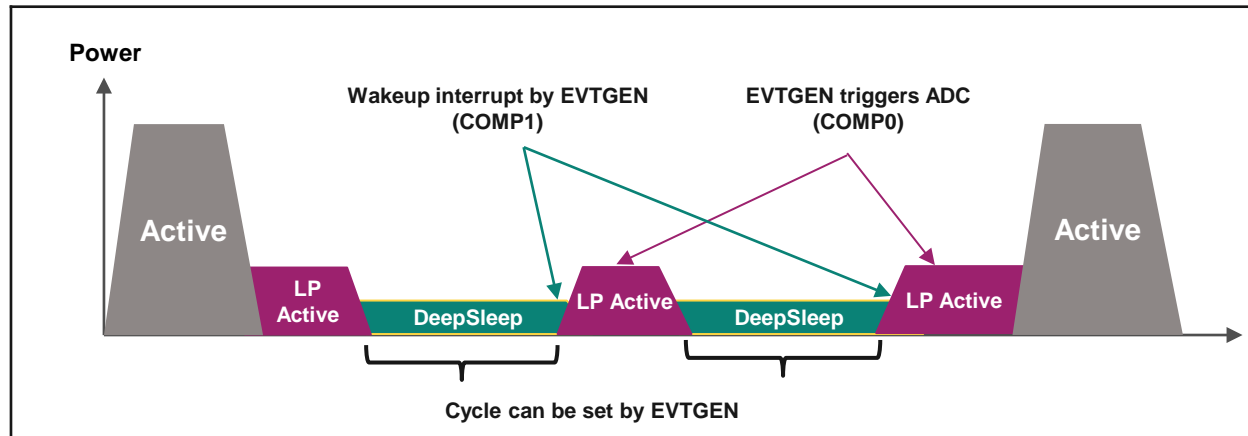 Power
Wakeup interrupt by EVTGEN
(COMP1)
EVTGEN triggers ADC
(COMP0)
Active
LP
Active
DeepSleep
LP Active
DeepSleep
LP Active
Active
Cycle can be set by EVTGEN